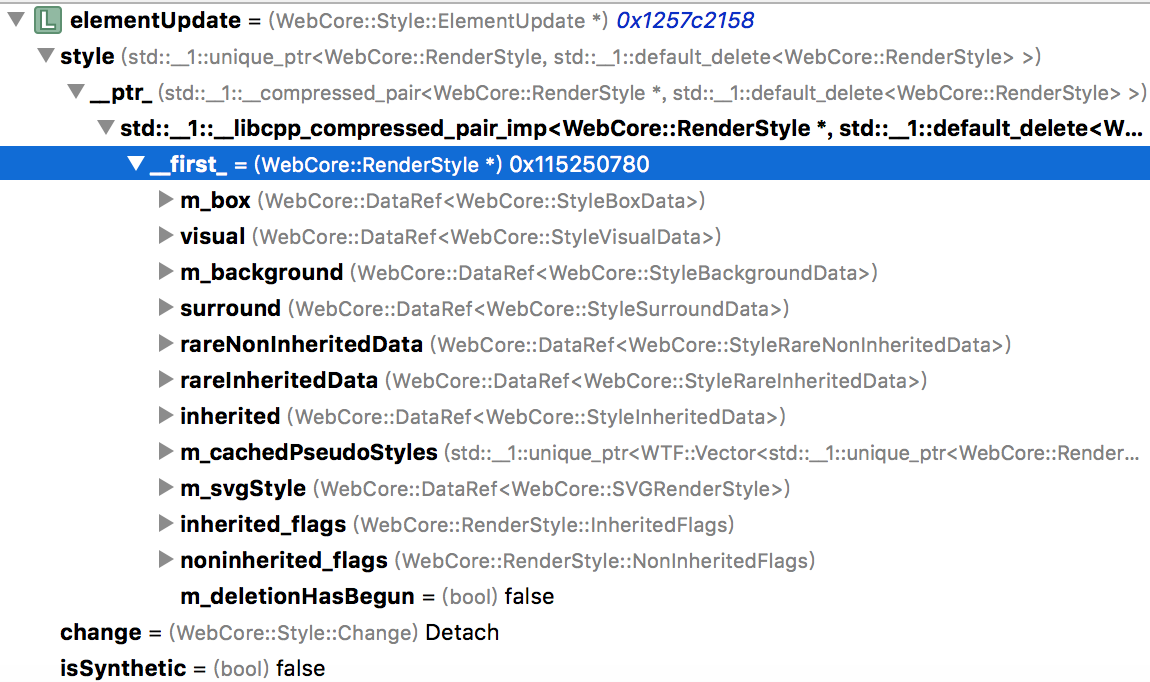 L elementUpdate = (WebCore::Style::ElementUpdate *) 0x1257c2158
style (std::__1::unique_ptr<WebCore::RenderStyle, std::__1::default_delete<WebCore::RenderStyle> >)
__ptr_ (std::__1::__compressed_pair<WebCore::RenderStyle *, std::__1::default_delete<WebCore::RenderStyle> >)
std::__1::__libcpp_compressed_pair_imp<WebCore::RenderStyle *, std::__1::default_delete<W...
__first_ = (WebCore::RenderStyle *) 0x115250780
m_box (WebCore::DataRef<WebCore::StyleBoxData>)
visual (WebCore::DataRef<WebCore::StyleVisualData>)
m_background (WebCore::DataRef<WebCore::StyleBackgroundData>)
surround (WebCore::DataRef<WebCore::StyleSurroundData>)
rareNonInheritedData (WebCore::DataRef<WebCore::StyleRareNonInheritedData>)
rareInheritedData (WebCore::DataRef<WebCore::StyleRareInheritedData>)
inherited (WebCore::DataRef<WebCore::StyleInheritedData>)
m_cachedPseudoStyles (std::__1::unique_ptr<WTF::Vector<std::__1::unique_ptr<WebCore::Render...
m_svgStyle (WebCore::DataRef<WebCore::SVGRenderStyle>)
inherited_flags (WebCore::RenderStyle::InheritedFlags)
noninherited_flags (WebCore::RenderStyle::NonInheritedFlags)
m_deletionHasBegun = (bool) false
change = (WebCore::Style::Change) Detach
isSynthetic = (bool) false